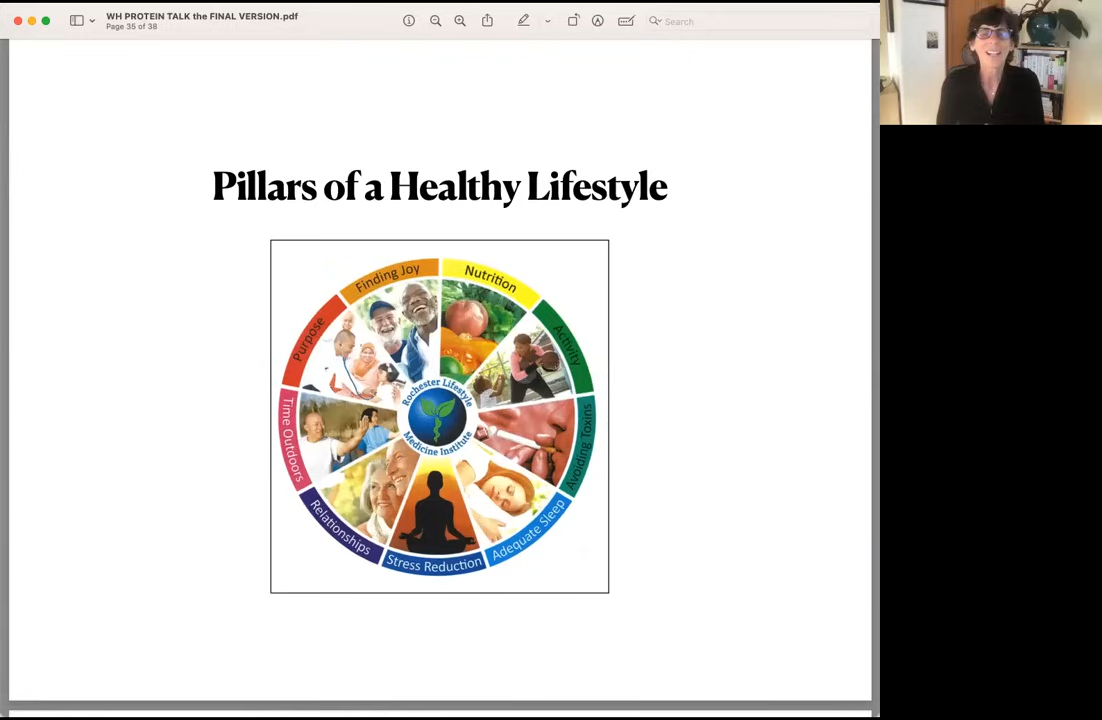 WH PROTEIN TALK the FINAL VERSION.pdf
Page 35 of 38
Search
Pillars of a Healthy Lifestyle
Finding Joy
Nutrition
Activity
Avoiding Toxins
Adequate Sleep
Stress Reduction
Relationships
Time Outdoors
Purpose
Rochester Lifestyle
Medicine Institute